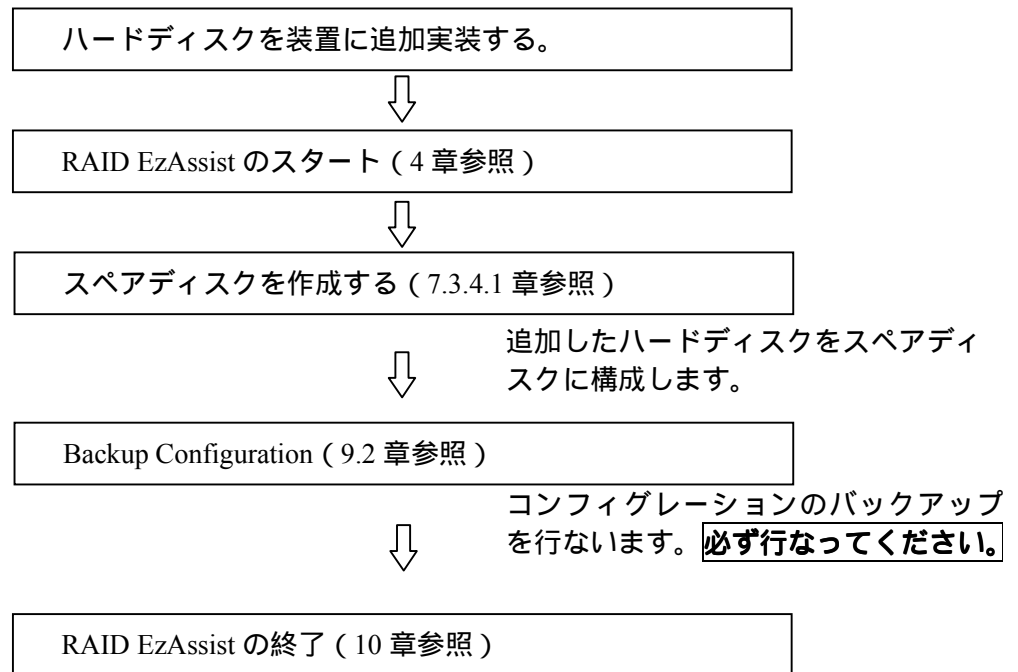 ハードディスクを装置に追加実装する。
RAID EzAssist のスタート（4 章参照）
スペアディスクを作成する（7.3.4.1 章参照）
追加したハードディスクをスペアディ
スクに構成します。
Backup Configuration（9.2 章参照）
コンフィグレーションのバックアップ
を行ないます。必ず行なってください。
RAID EzAssist の終了（10 章参照）